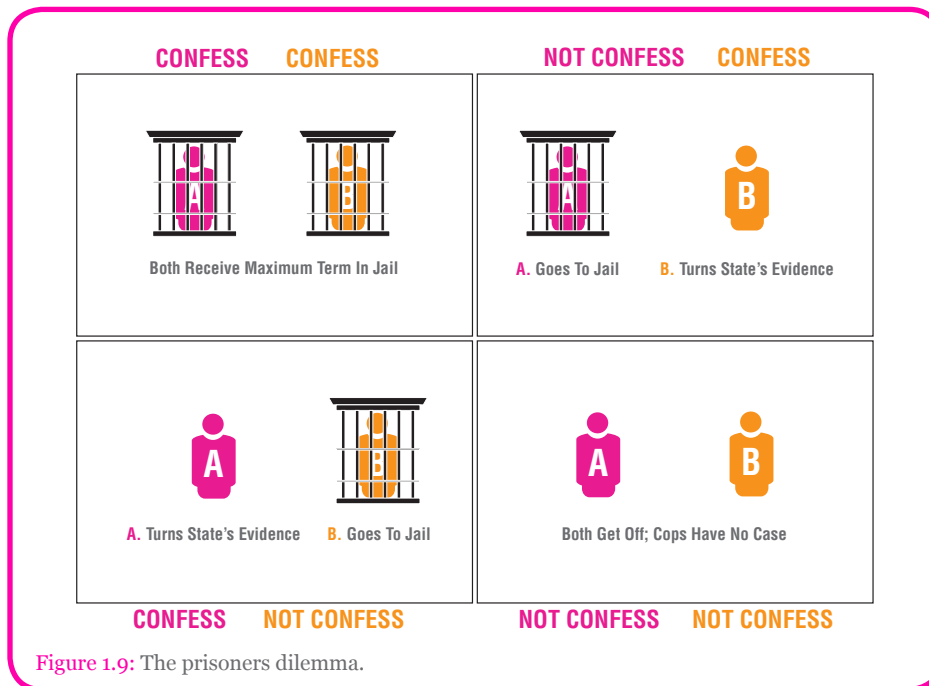 CONFESS CONFESS NOT CONFESS CONFESS
A B A B
Both Receive Maximum Term In Jail
A. Goes To Jail B. Turns State’s Evidence
A B A B
A. Turns State’s Evidence B. Goes To Jail
Both Get Off; Cops Have No Case
CONFESS NOT CONFESS NOT CONFESS NOT CONFESS
Figure 1.9: The prisoners dilemma.